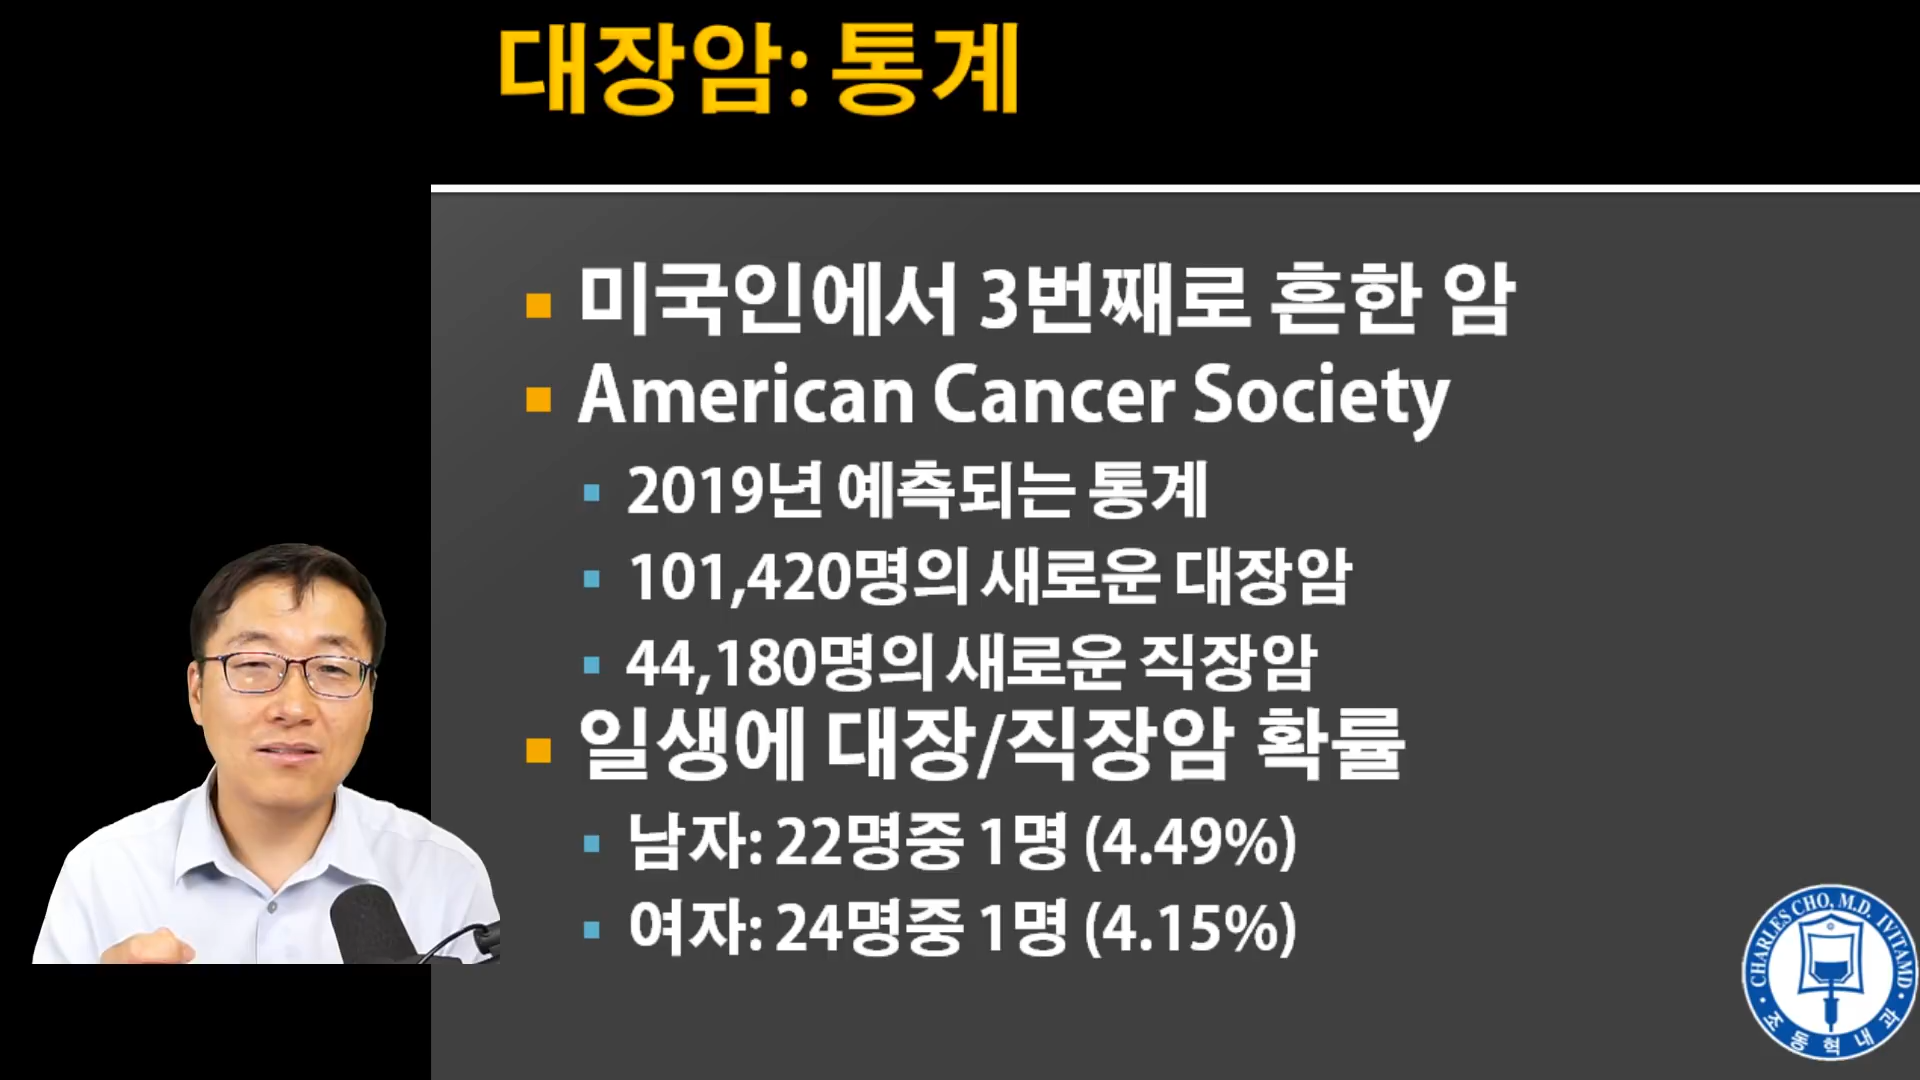 대장암: 통계
미국인에서 3번째로 흔한 암
American Cancer Society
2019년 예측되는 통계
101,420명의 새로운 대장암
44,180명의 새로운 직장암
일생에 대장/직장암 확률
남자: 22명중 1명 (4.49%)
여자: 24명중 1명 (4.15%)
CHARLES CHO, M.D. IVITAMD
조동혁내과